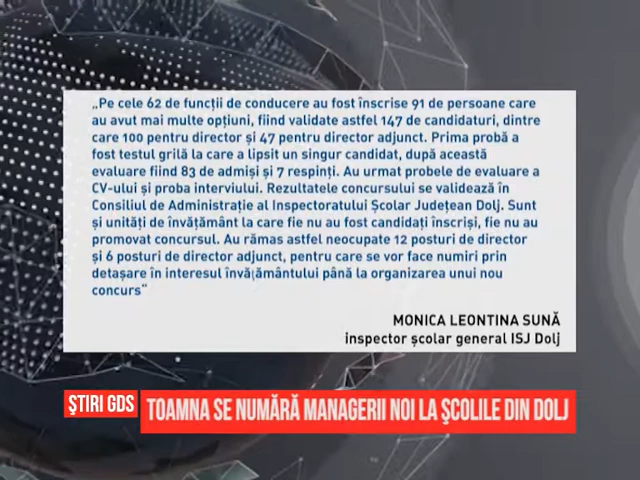 „Pe cele 62 de funcții de conducere au fost înscrise 91 de persoane care
au avut mai multe opțiuni, fiind validate astfel 147 de candidaturi, dintre
care 100 pentru director și 47 pentru director adjunct. Prima probă a
fost testul grilă la care a lipsit un singur candidat, după această
evaluare fiind 83 de admiși și 7 respinți. Au urmat probele de evaluare a
CV-ului și proba interviului. Rezultatele concursului se validează în
Consiliul de Administrație al Inspectoratului Școlar Județean Dolj. Sunt
și unități de învățământ la care fie nu au fost candidați înscriși, fie nu au
promovat concursul. Au rămas astfel neocupate 12 posturi de director
și 6 posturi de director adjunct, pentru care se vor face numiri prin
detașare în interesul învățământului până la organizarea unui nou
concurs”
MONICA LEONTINA SUNĂ
inspector școlar general ISJ Dolj
ŞTIRI GDS
TOAMNA SE NUMĂRĂ MANAGERII NOI LA ŞCOLILE DIN DOLJ